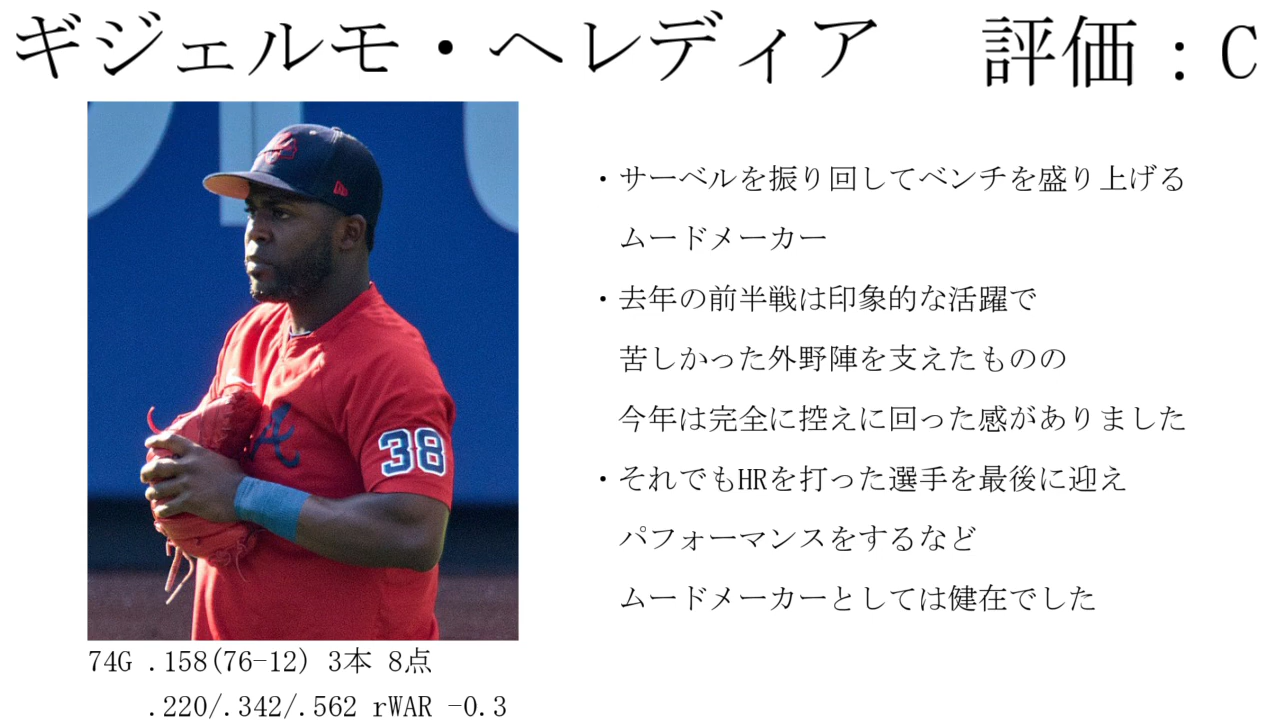 ギジェルモ・ヘレディア　評価：C
・サーベルを振り回してベンチを盛り上げる
ムードメーカー
・去年の前半戦は印象的な活躍で
苦しかった外野陣を支えたものの
今年は完全に控えに回った感がありました
・それでもHRを打った選手を最後に迎え
パフォーマンスをするなど
ムードメーカーとしては健在でした
38
74G .158(76-12) 3本 8点
.220/.342/.562 rWAR -0.3